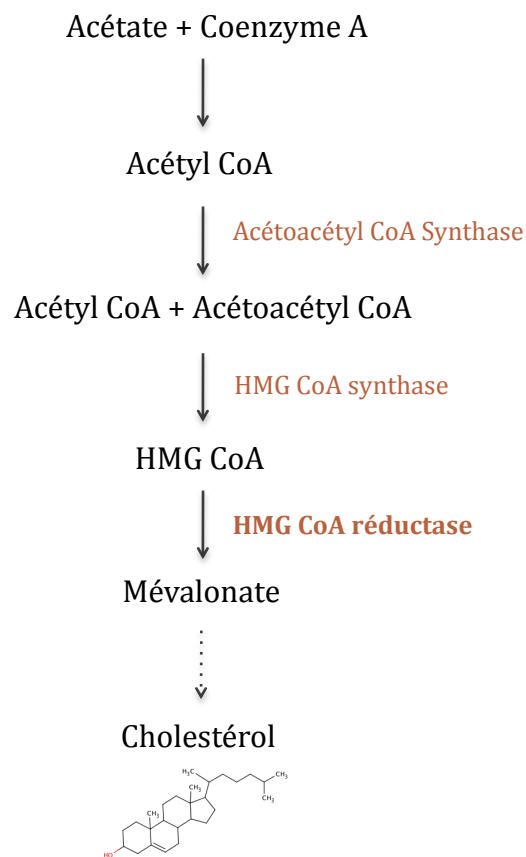 Acétate + Coenzyme A
Acétyl CoA
Acétoacétyl CoA Synthase
Acétyl CoA + Acétoacétyl CoA
HMG CoA synthase
HMG CoA
HMG CoA réductase
Mévalonate
Cholestérol
H₃C
CH₃
CH₃
CH₃
CH₃
HO